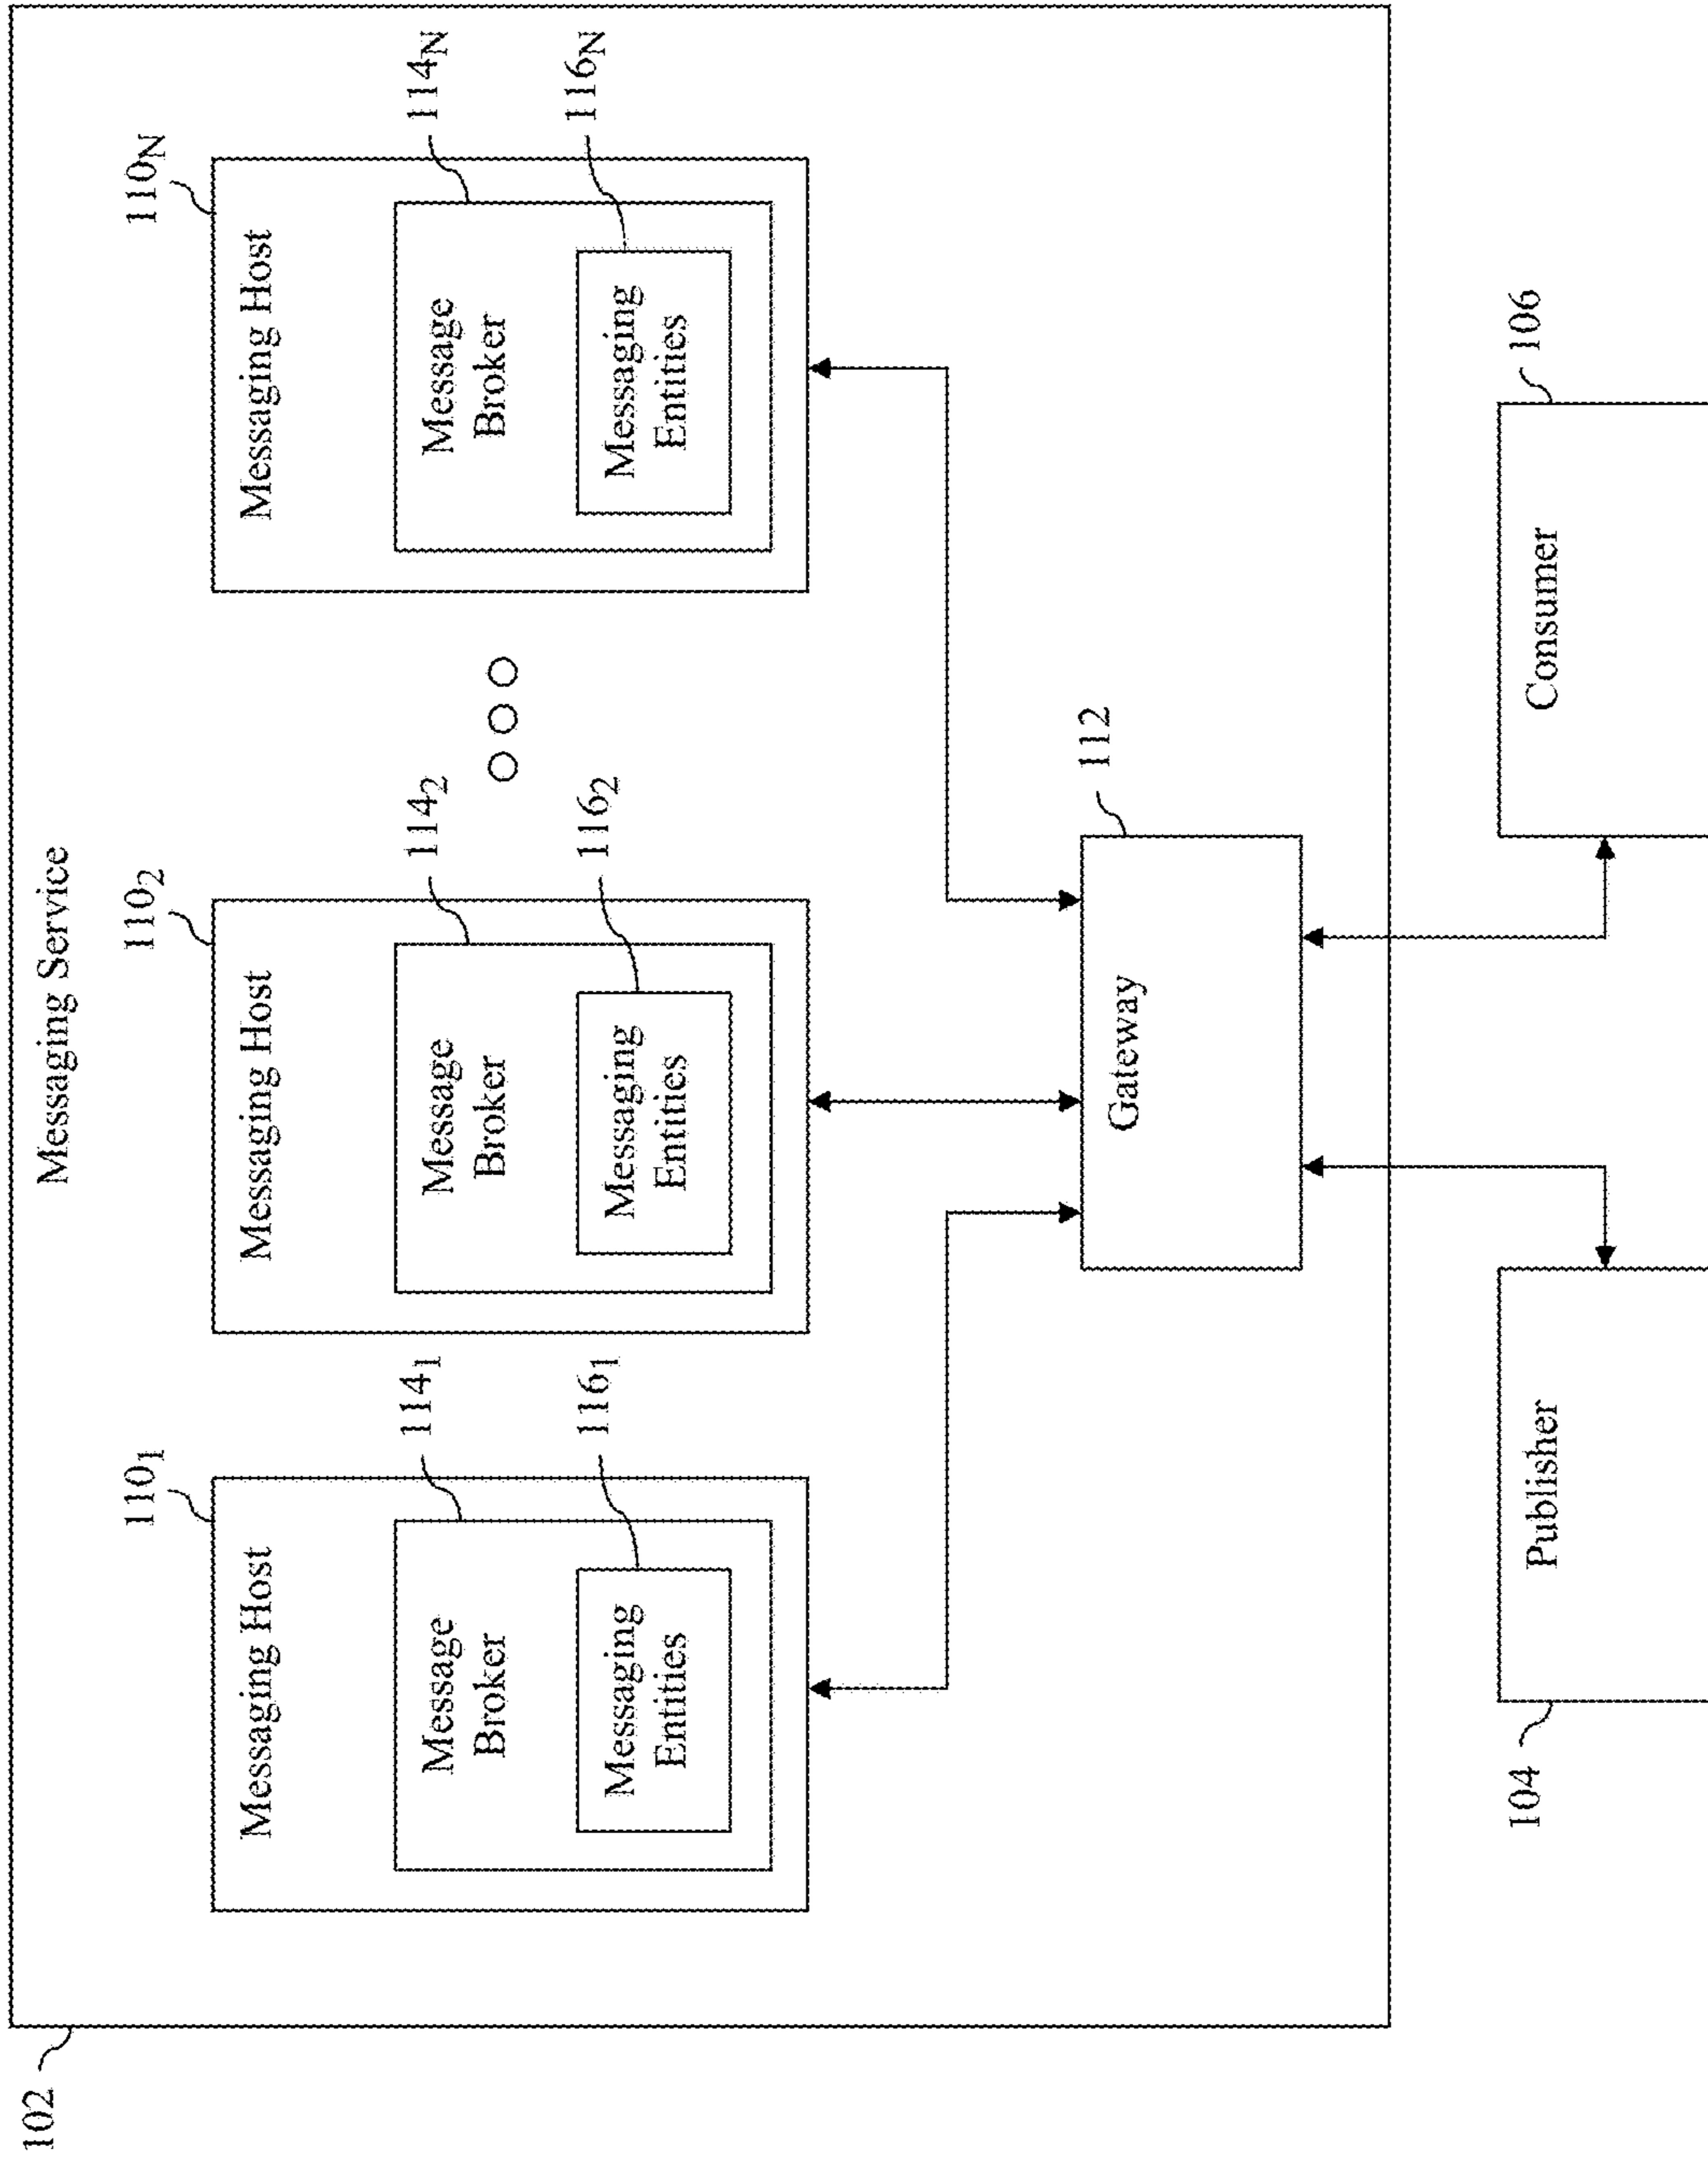 102
Messaging Service
110₁
110₂
110N
Messaging Host
Messaging Host
Messaging Host
114₁
114₂
114N
Message
Broker
Message
Broker
Message
Broker
116₁
116₂
116N
Messaging
Entities
Messaging
Entities
Messaging
Entities
112
Gateway
104
Publisher
106
Consumer